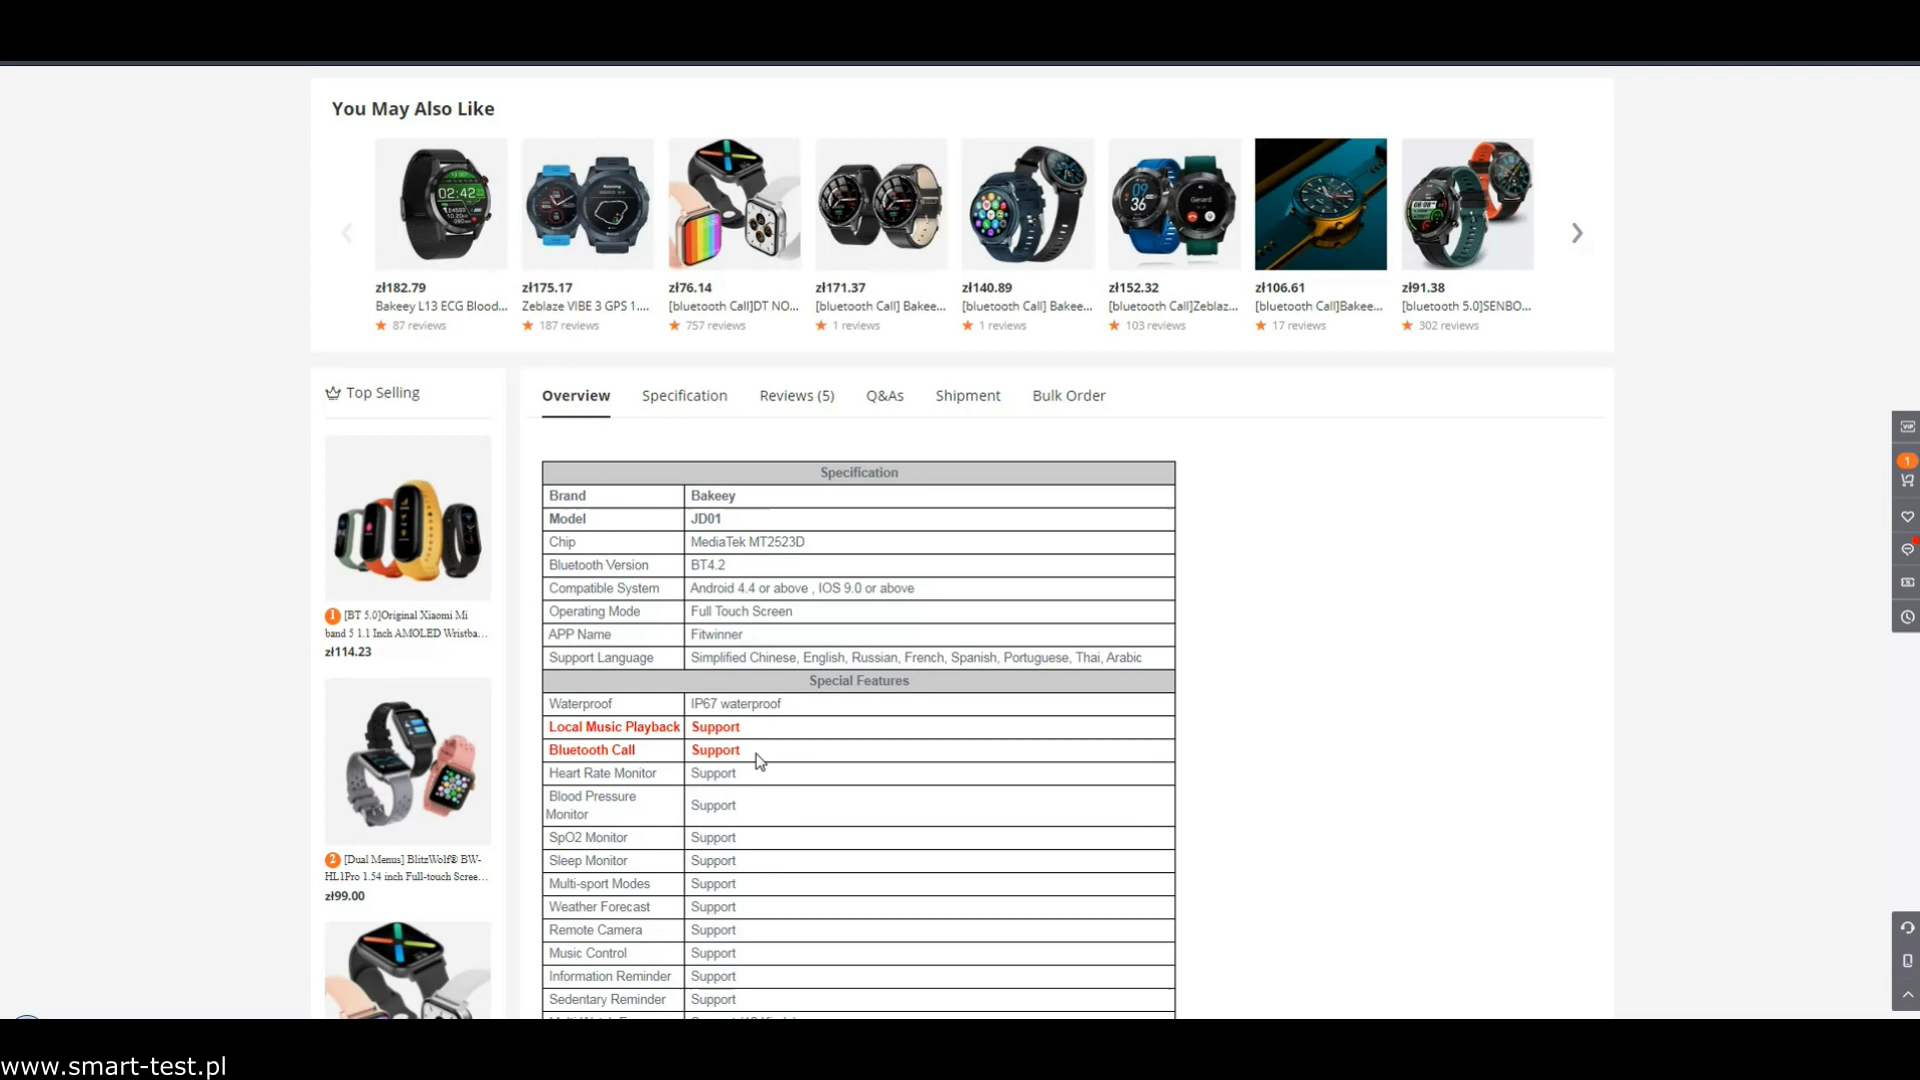 You May Also Like
zł182.79
Bakeey L13 ECG Blood...
87 reviews
zł175.17
Zeblaze VIBE 3 GPS 1....
187 reviews
zł76.14
[bluetooth Call]DT NO...
757 reviews
zł171.37
[bluetooth Call] Bakee...
1 reviews
zł140.89
[bluetooth Call] Bakee...
1 reviews
zł152.32
[bluetooth Call]Zeblaz...
103 reviews
zł106.61
[bluetooth Call]Bakee...
17 reviews
zł91.38
[bluetooth 5.0]SENBO...
302 reviews
Top Selling
1 [BT 5.0]Original Xiaomi Mi
band 5 1.1 Inch AMOLED Wristba...
zł114.23
2 [Dual Menus] BlitzWolf® BW-
HL1Pro 1.54 inch Full-touch Scree...
zł99.00
Overview Specification Reviews (5) Q&As Shipment Bulk Order
Specification
Brand Bakeey
Model JD01
Chip MediaTek MT2523D
Bluetooth Version BT4.2
Compatible System Android 4.4 or above , IOS 9.0 or above
Operating Mode Full Touch Screen
APP Name Fitwinner
Support Language Simplified Chinese, English, Russian, French, Spanish, Portuguese, Thai, Arabic
Special Features
Waterproof IP67 waterproof
Local Music Playback Support
Bluetooth Call Support
Heart Rate Monitor Support
Blood Pressure
Monitor Support
SpO2 Monitor Support
Sleep Monitor Support
Multi-sport Modes Support
Weather Forecast Support
Remote Camera Support
Music Control Support
Information Reminder Support
Sedentary Reminder Support
VIP
1
www.smart-test.pl